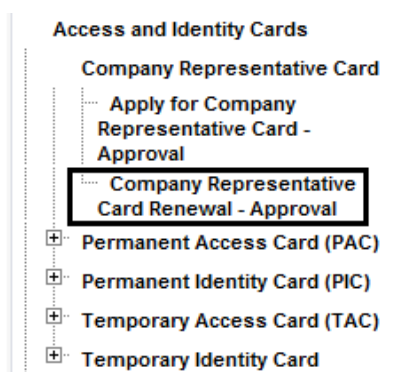 Access and Identity Cards
Company Representative Card
Apply for Company
Representative Card -
Approval
Company Representative
Card Renewal - Approval
Permanent Access Card (PAC)
Permanent Identity Card (PIC)
Temporary Access Card (TAC)
Temporary Identity Card